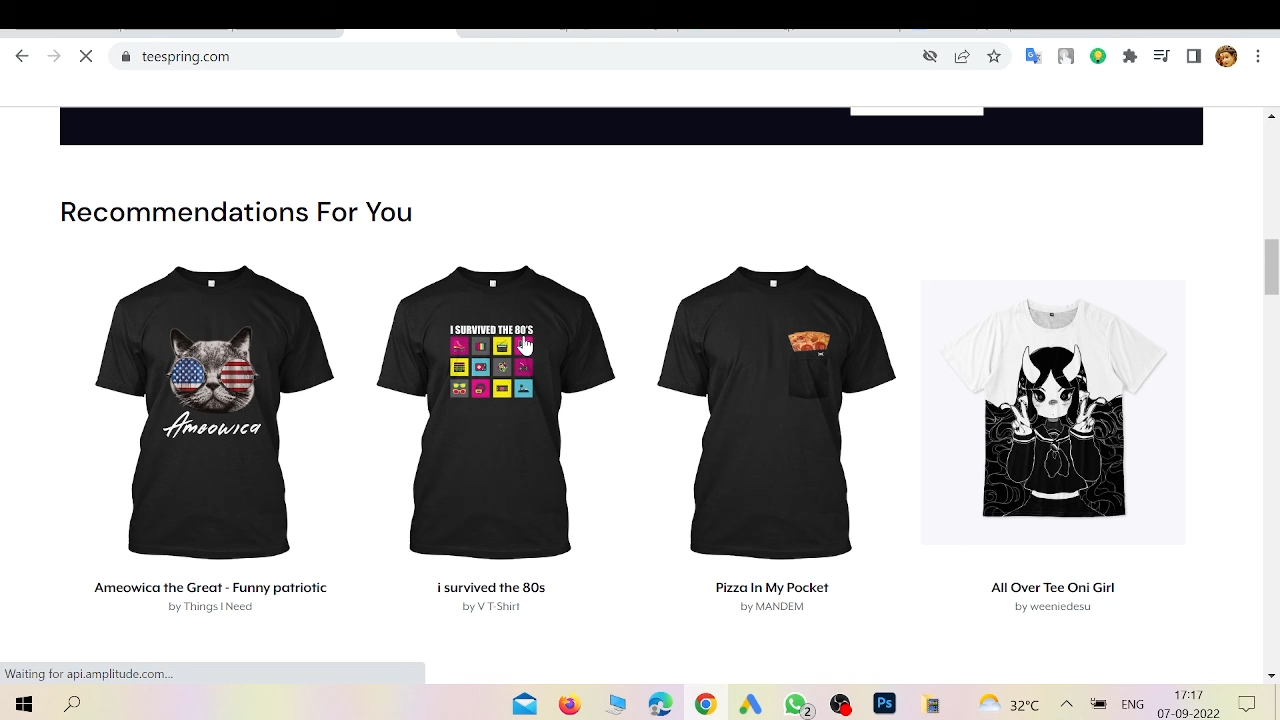 teespring.com
Recommendations For You
Ameowica
I SURVIVED THE 80'S
Ameowica the Great - Funny patriotic
by Things I Need
i survived the 80s
by V T-Shirt
Pizza In My Pocket
by MANDEM
All Over Tee Oni Girl
by weeniedesu
Waiting for api.amplitude.com...
2
Ps
32°C
ENG
17:17
07-09-2022